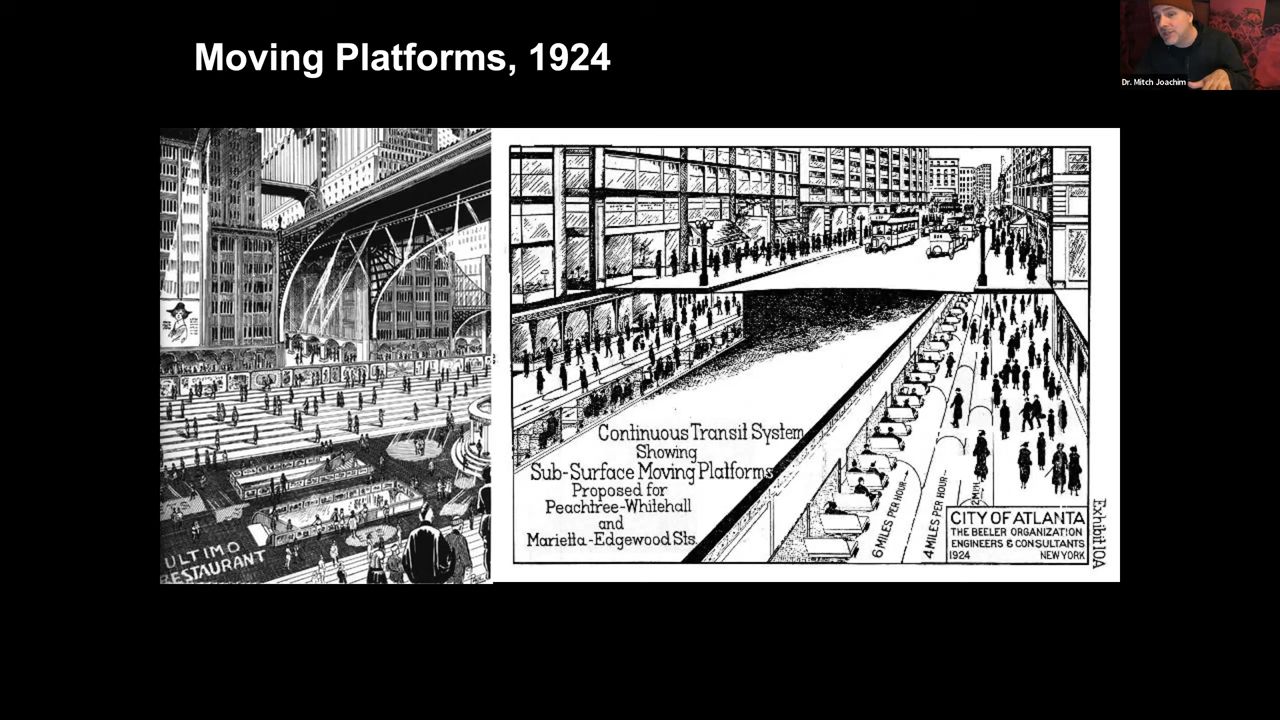 Moving Platforms, 1924
Dr. Mitch Joachim
ULTIMO
RESTAURANT
Continuous Transit System
Showing
Sub-Surface Moving Platforms
Proposed for
Peachtree-Whitehall
and
Marietta-Edgewood Sts.
6 MILES PER HOUR
4 MILES PER HOUR
2 MPH
CITY OF ATLANTA
THE BEELER ORGANIZATION
ENGINEERS & CONSULTANTS
1924 NEW YORK
Exhibit 10A